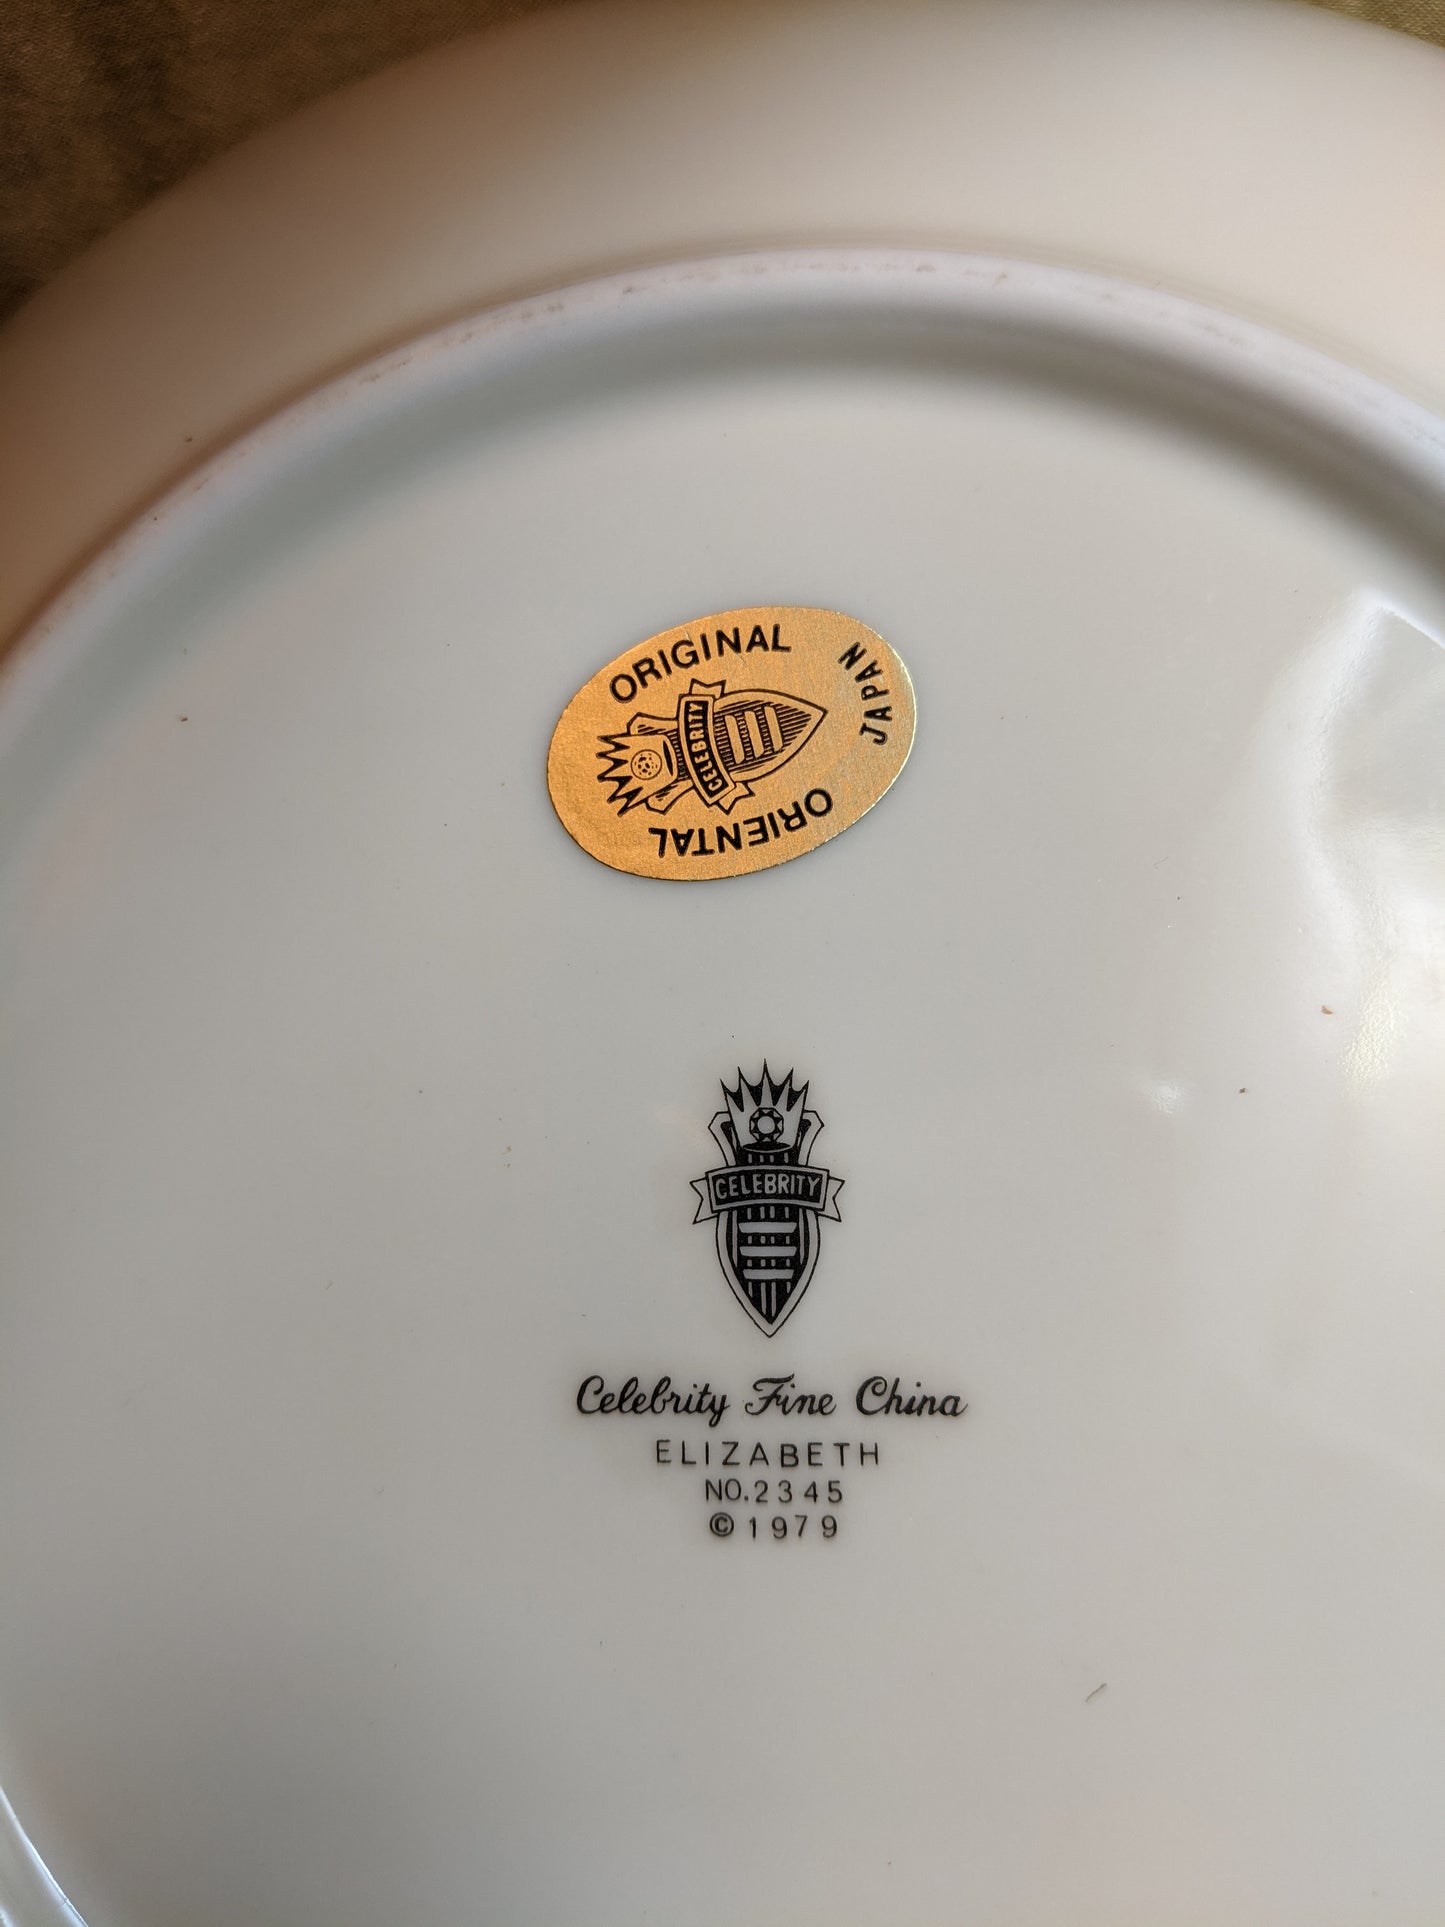 ORIGINAL
CELEBRITY
ORIENTAL
JAPAN
CELEBRITY
Celebrity Fine China
ELIZABETH
NO.2345
©1979